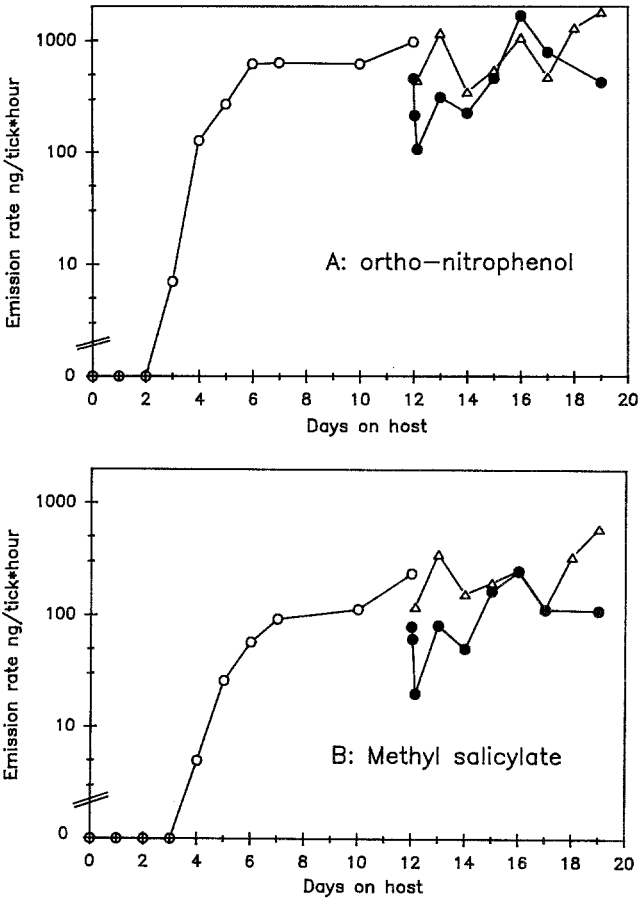 1000
100
10
0
Emission rate ng/tick*hour
A: ortho-nitrophenol
0 2 4 6 8 10 12 14 16 18 20
Days on host
1000
100
10
0
Emission rate ng/tick*hour
B: Methyl salicylate
0 2 4 6 8 10 12 14 16 18 20
Days on host